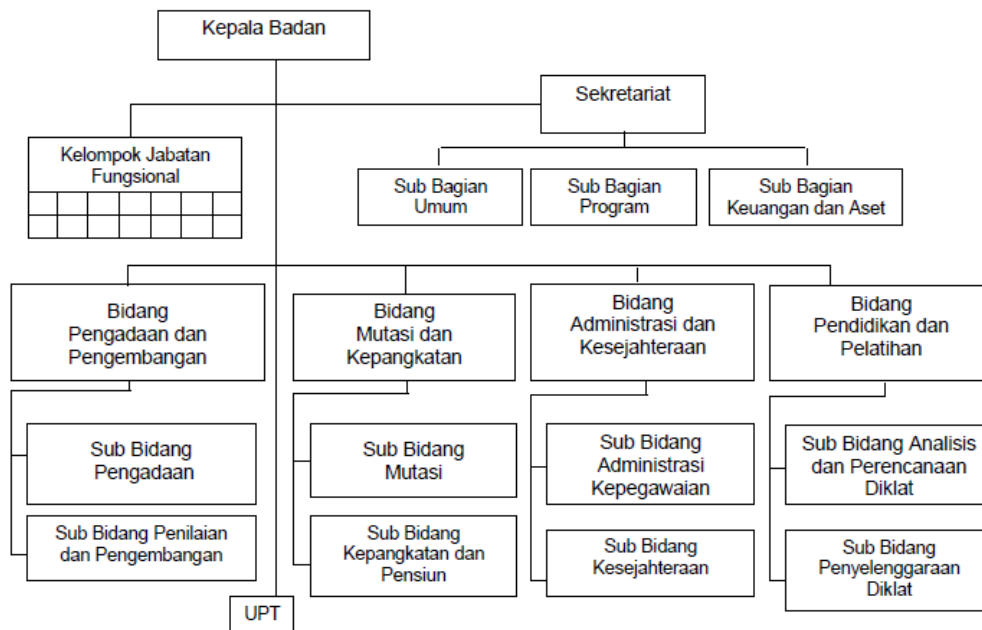 Kepala Badan
Sekretariat
Kelompok Jabatan
Fungsional
Sub Bagian
Umum
Sub Bagian
Program
Sub Bagian
Keuangan dan Aset
Bidang
Pengadaan dan
Pengembangan
Bidang
Mutasi dan
Kepangkatan
Bidang
Administrasi dan
Kesejahteraan
Bidang
Pendidikan dan
Pelatihan
Sub Bidang
Pengadaan
Sub Bidang
Mutasi
Sub Bidang
Administrasi
Kepegawaian
Sub Bidang Analisis
dan Perencanaan
Diklat
Sub Bidang Penilaian
dan Pengembangan
Sub Bidang
Kepangkatan dan
Pensiun
Sub Bidang
Kesejahteraan
Sub Bidang
Penyelenggaraan
Diklat
UPT